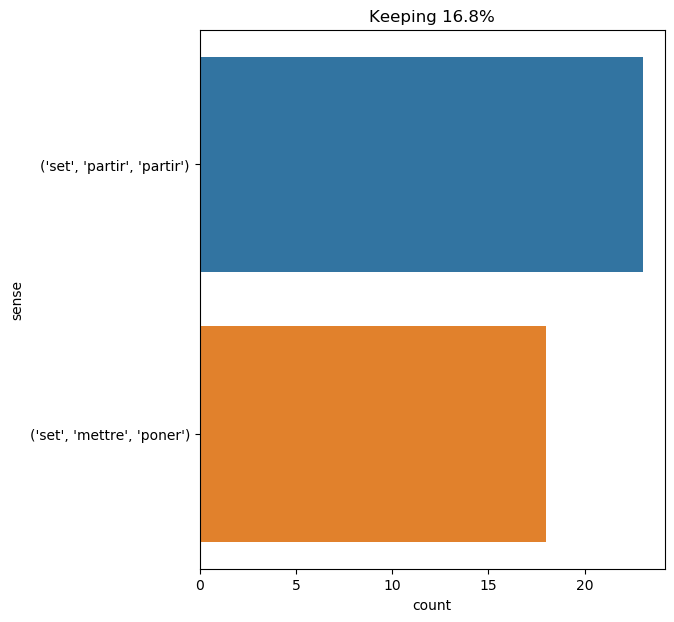 Keeping 16.8%
('set', 'partir', 'partir')
('set', 'mettre', 'poner')
sense
0 5 10 15 20
count